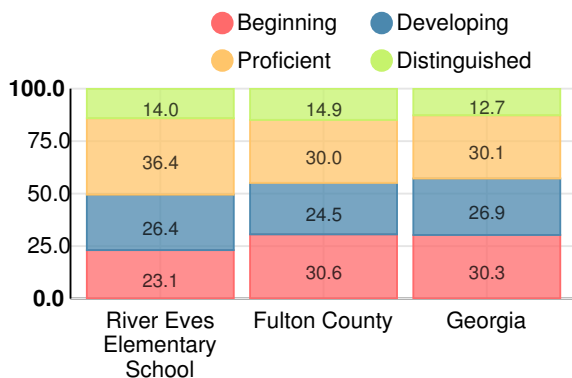 Beginning
Developing
Proficient
Distinguished
100.0
75.0
50.0
25.0
0.0
14.0
14.9
12.7
36.4
30.0
30.1
26.4
24.5
26.9
23.1
30.6
30.3
River Eves
Elementary
School
Fulton County
Georgia